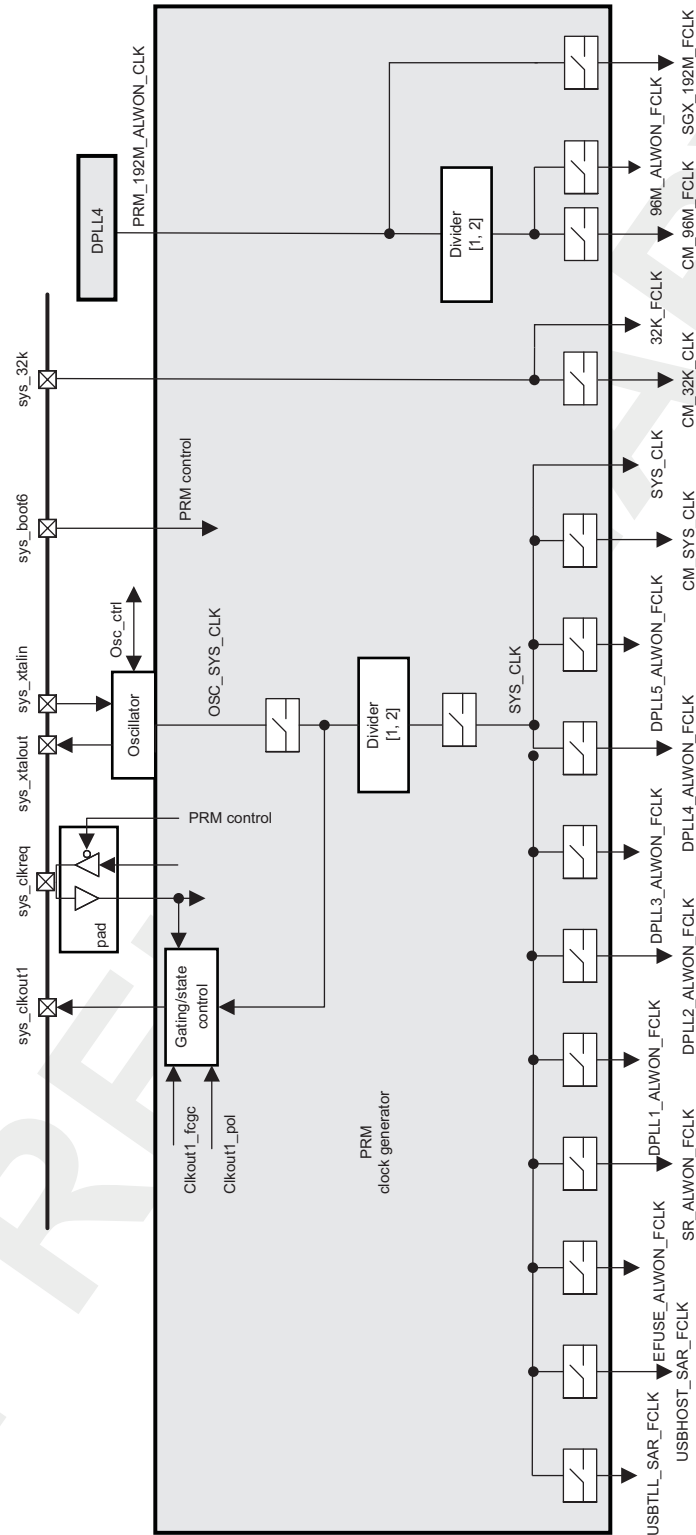 sys_clkout1
sys_clkreq
sys_xtalout
sys_xtalin
sys_boot6
sys_32k
pad
Oscillator
Osc_ctrl
DPLL4
PRM_192M_ALWON_CLK
Clkout1_fcgc
Clkout1_pol
Gating/state
control
PRM control
OSC_SYS_CLK
PRM control
PRM
clock generator
Divider
[1, 2]
Divider
[1, 2]
SYS_CLK
USBTLL_SAR_FCLK
USBHOST_SAR_FCLK
EFUSE_ALWON_FCLK
SR_ALWON_FCLK
DPLL1_ALWON_FCLK
DPLL2_ALWON_FCLK
DPLL3_ALWON_FCLK
DPLL4_ALWON_FCLK
DPLL5_ALWON_FCLK
CM_SYS_CLK
SYS_CLK
CM_32K_CLK
32K_FCLK
CM_96M_FCLK
96M_ALWON_FCLK
SGX_192M_FCLK